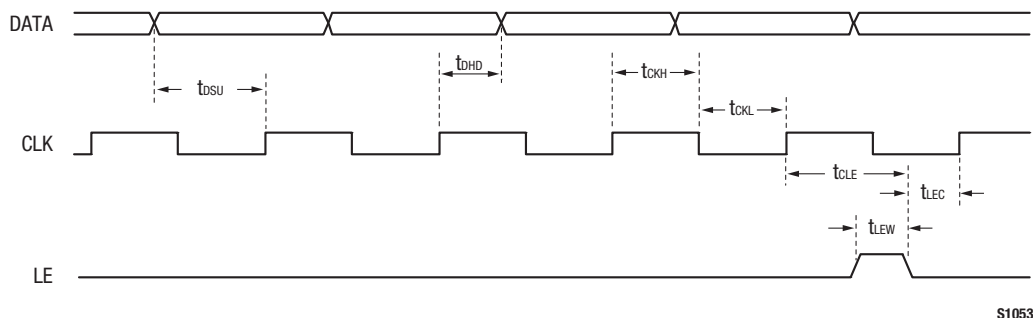 DATA
tDHD
tCKH
tDSU
tCKL
CLK
tCLE
tLEC
tLEW
LE
S1053